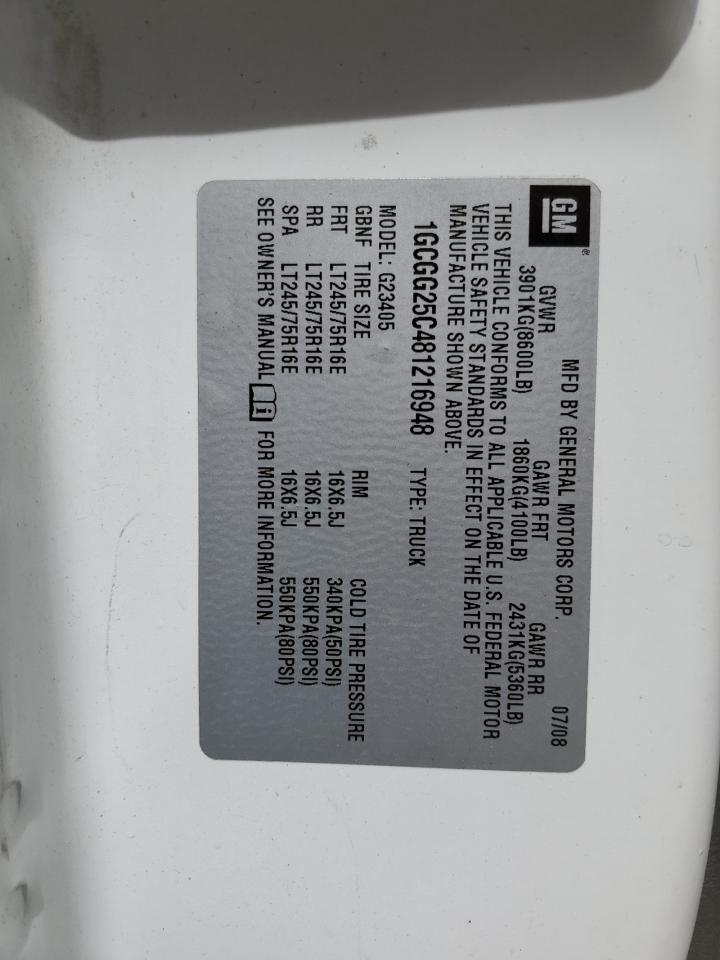 GM®
MFD BY GENERAL MOTORS CORP. 07/08
GVWR GAWR FRT GAWR RR
3901KG(8600LB) 1860KG(4100LB) 2431KG(5360LB)
THIS VEHICLE CONFORMS TO ALL APPLICABLE U.S. FEDERAL MOTOR
VEHICLE SAFETY STANDARDS IN EFFECT ON THE DATE OF
MANUFACTURE SHOWN ABOVE.
1GCGG25C481216948 TYPE: TRUCK
MODEL: G23405
GBNF TIRE SIZE RIM COLD TIRE PRESSURE
FRT LT245/75R16E 16X6.5J 340KPA(50PSI)
RR LT245/75R16E 16X6.5J 550KPA(80PSI)
SPA LT245/75R16E 16X6.5J 550KPA(80PSI)
SEE OWNER'S MANUAL i FOR MORE INFORMATION.